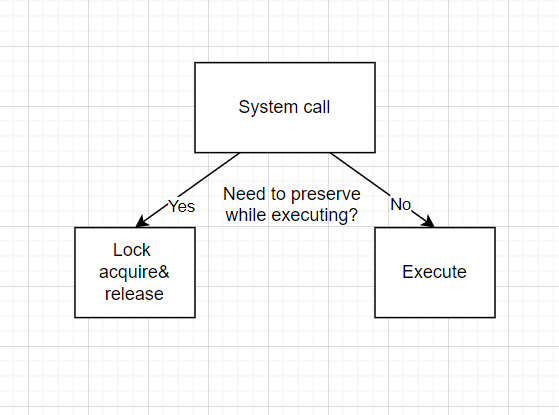 System call
Need to preserve
while executing?
Yes
No
Lock
acquire&
release
Execute